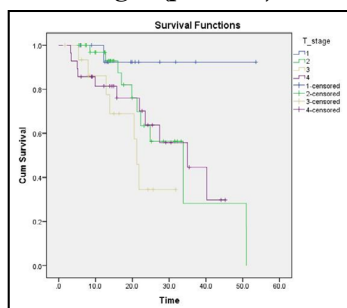 Survival Functions
T_stage
1
2
3
4
1-censored
2-censored
3-censored
4-censored
Cum Survival
1.0
0.8
0.6
0.4
0.2
0.0
.0
10.0
20.0
30.0
40.0
50.0
60.0
Time